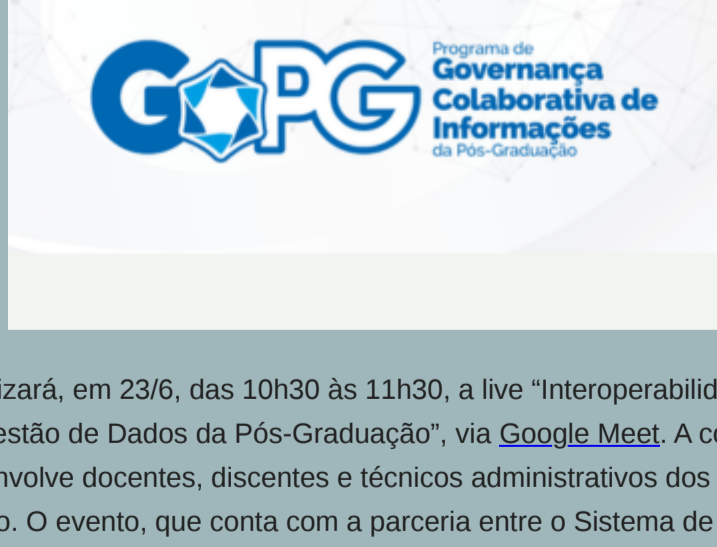 GoPG
Programa de
Governança
Colaborativa de
Informações
da Pós-Graduação
izará, em 23/6, das 10h30 às 11h30, a live “Interoperabilid
estão de Dados da Pós-Graduação”, via Google Meet. A co
nvolve docentes, discentes e técnicos administrativos dos
o. O evento, que conta com a parceria entre o Sistema de